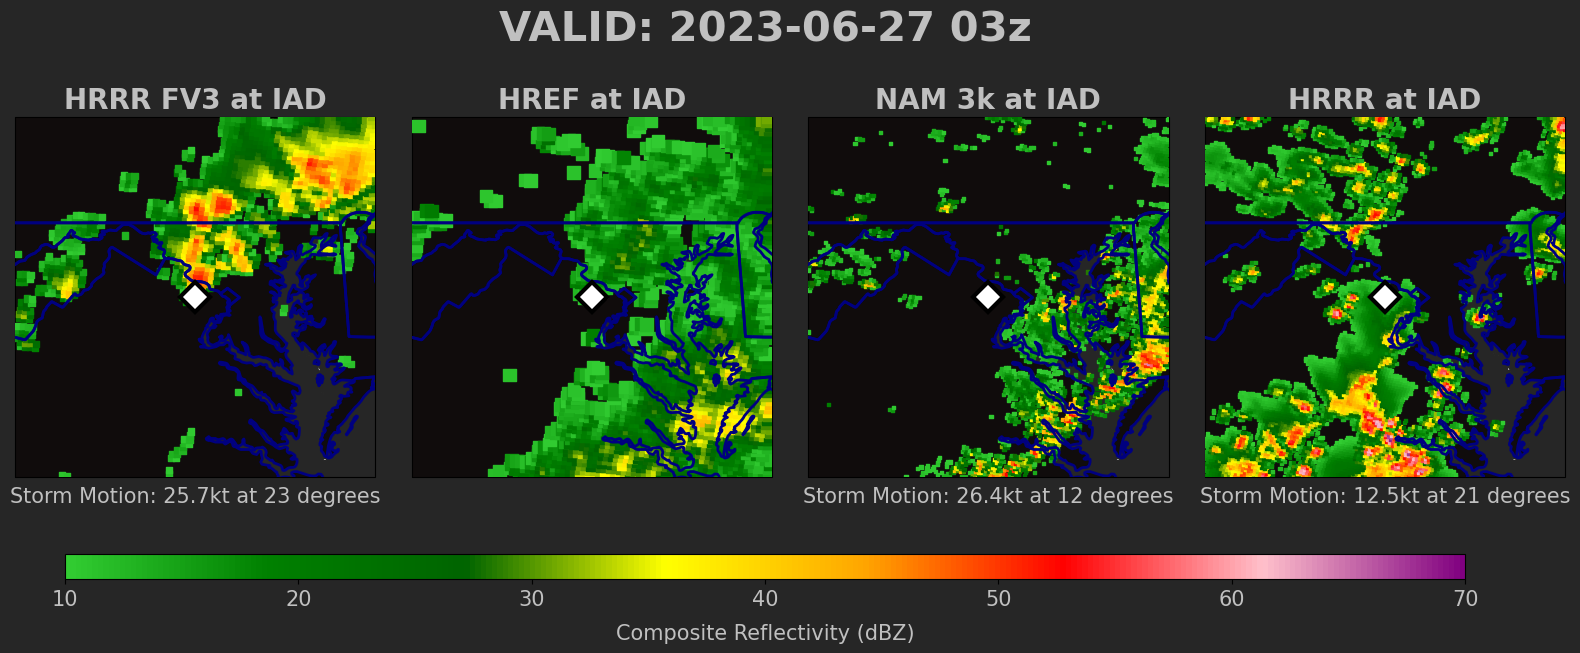 VALID: 2023-06-27 03z
HRRR FV3 at IAD
HREF at IAD
NAM 3k at IAD
HRRR at IAD
Storm Motion: 25.7kt at 23 degrees
Storm Motion: 26.4kt at 12 degrees
Storm Motion: 12.5kt at 21 degrees
10 20 30 40 50 60 70
Composite Reflectivity (dBZ)